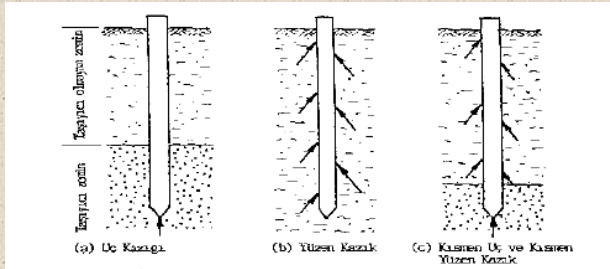 Taşıyıcı olmayan zemin
Taşıyıcı zemin
(a) Uç Kazığı
(b) Yüzen Kazık
(c) Kısmen Uç ve Kısmen
Yüzen Kazık